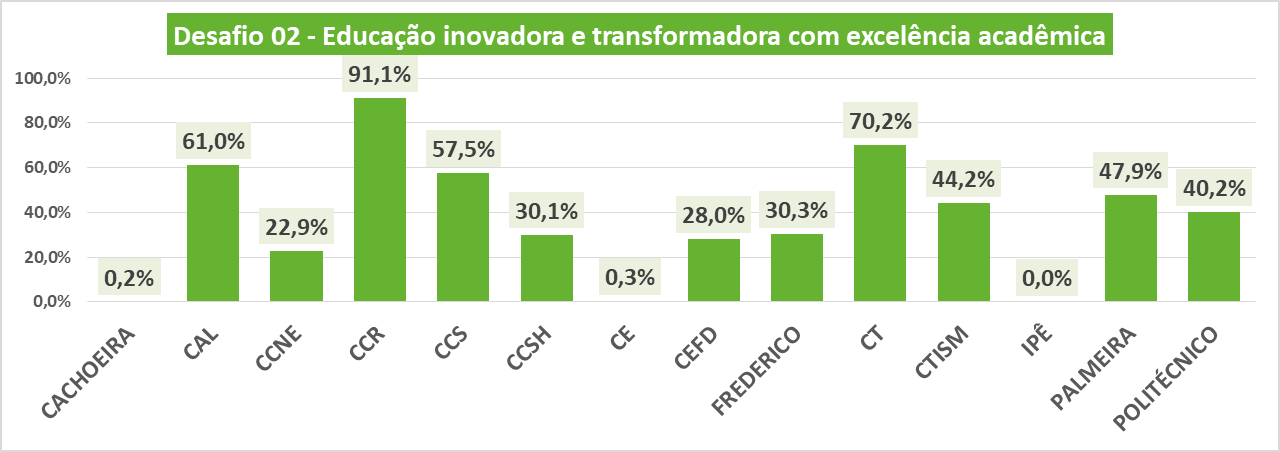 Desafio 02 - Educação inovadora e transformadora com excelência acadêmica
100,0%
80,0%
60,0%
40,0%
20,0%
0,0%
0,2%
61,0%
22,9%
91,1%
57,5%
30,1%
0,3%
28,0%
30,3%
70,2%
44,2%
0,0%
47,9%
40,2%
CACHOEIRA
CAL
CCNE
CCR
CCS
CCSH
CE
CEFD
FREDERICO
CT
CTISM
IPÊ
PALMEIRA
POLITÉCNICO